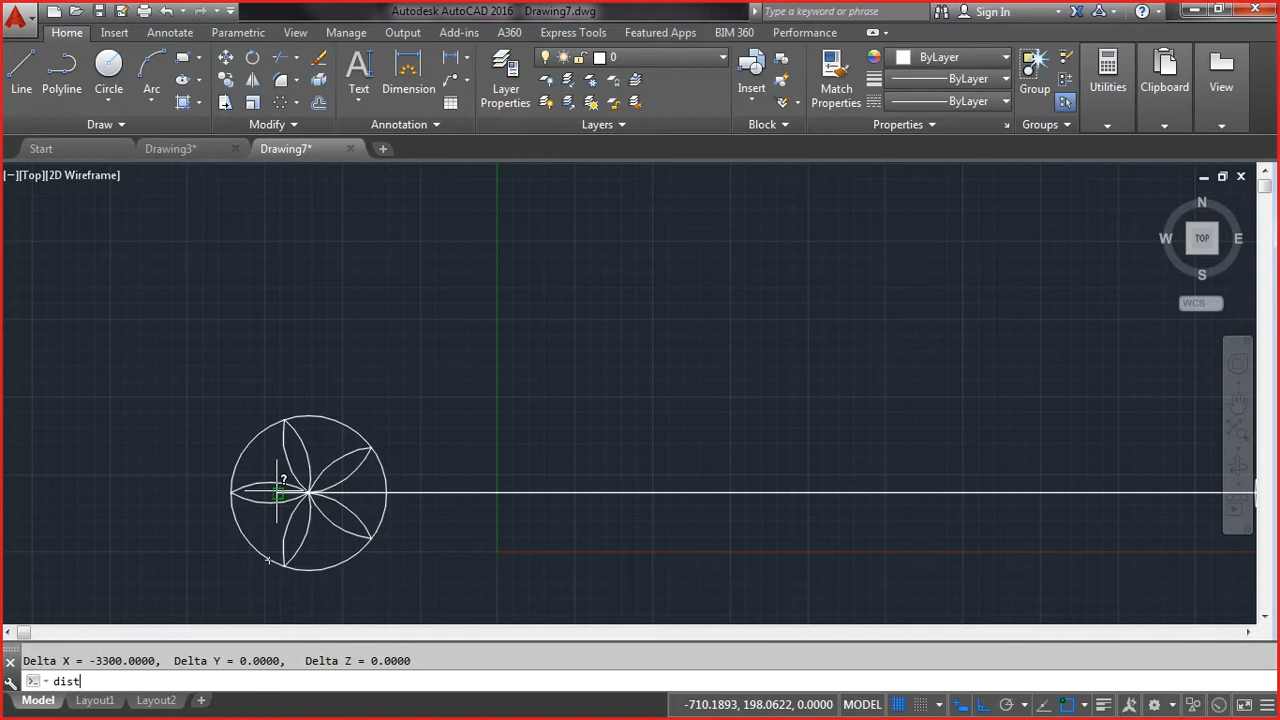 Autodesk AutoCAD 2016 Drawing7.dwg
Type a keyword or phrase
Sign In
Home Insert Annotate Parametric View Manage Output Add-ins A360 Express Tools Featured Apps BIM 360 Performance
Line Polyline Circle Arc Text Dimension Layer Properties 0 Insert Match Properties ByLayer Group Utilities Clipboard View
ByLayer
ByLayer
Draw Modify Annotation Layers Block Properties Groups
Start Drawing3* Drawing7*
[−][Top][2D Wireframe]
N
W TOP E
S
WCS
?
Delta X = -3300.0000, Delta Y = 0.0000, Delta Z = 0.0000
dist
Model Layout1 Layout2 -710.1893, 198.0622, 0.0000 MODEL